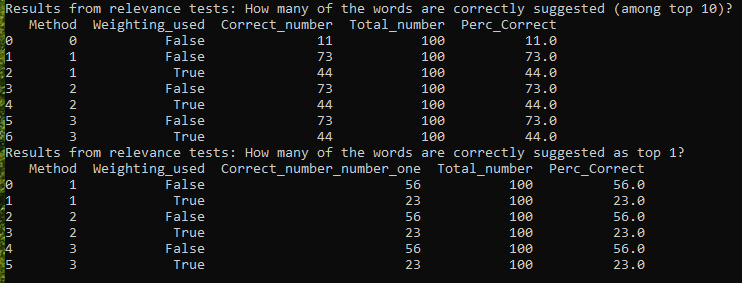 Results from relevance tests: How many of the words are correctly suggested (among top 10)?
Method Weighting_used Correct_number Total_number Perc_Correct
0 0 False 11 100 11.0
1 1 False 73 100 73.0
2 1 True 44 100 44.0
3 2 False 73 100 73.0
4 2 True 44 100 44.0
5 3 False 73 100 73.0
6 3 True 44 100 44.0
Results from relevance tests: How many of the words are correctly suggested as top 1?
Method Weighting_used Correct_number_number_one Total_number Perc_Correct
0 1 False 56 100 56.0
1 1 True 23 100 23.0
2 2 False 56 100 56.0
3 2 True 23 100 23.0
4 3 False 56 100 56.0
5 3 True 23 100 23.0